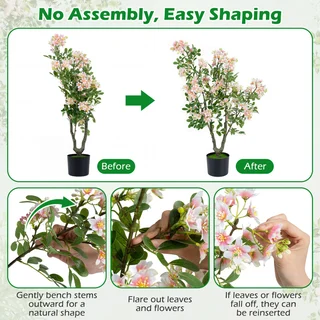 No Assembly, Easy Shaping
Before
After
Gently bench stems
outward for a
natural shape
Flare out leaves
and flowers
If leaves or flowers
fall off, they can
be reinserted